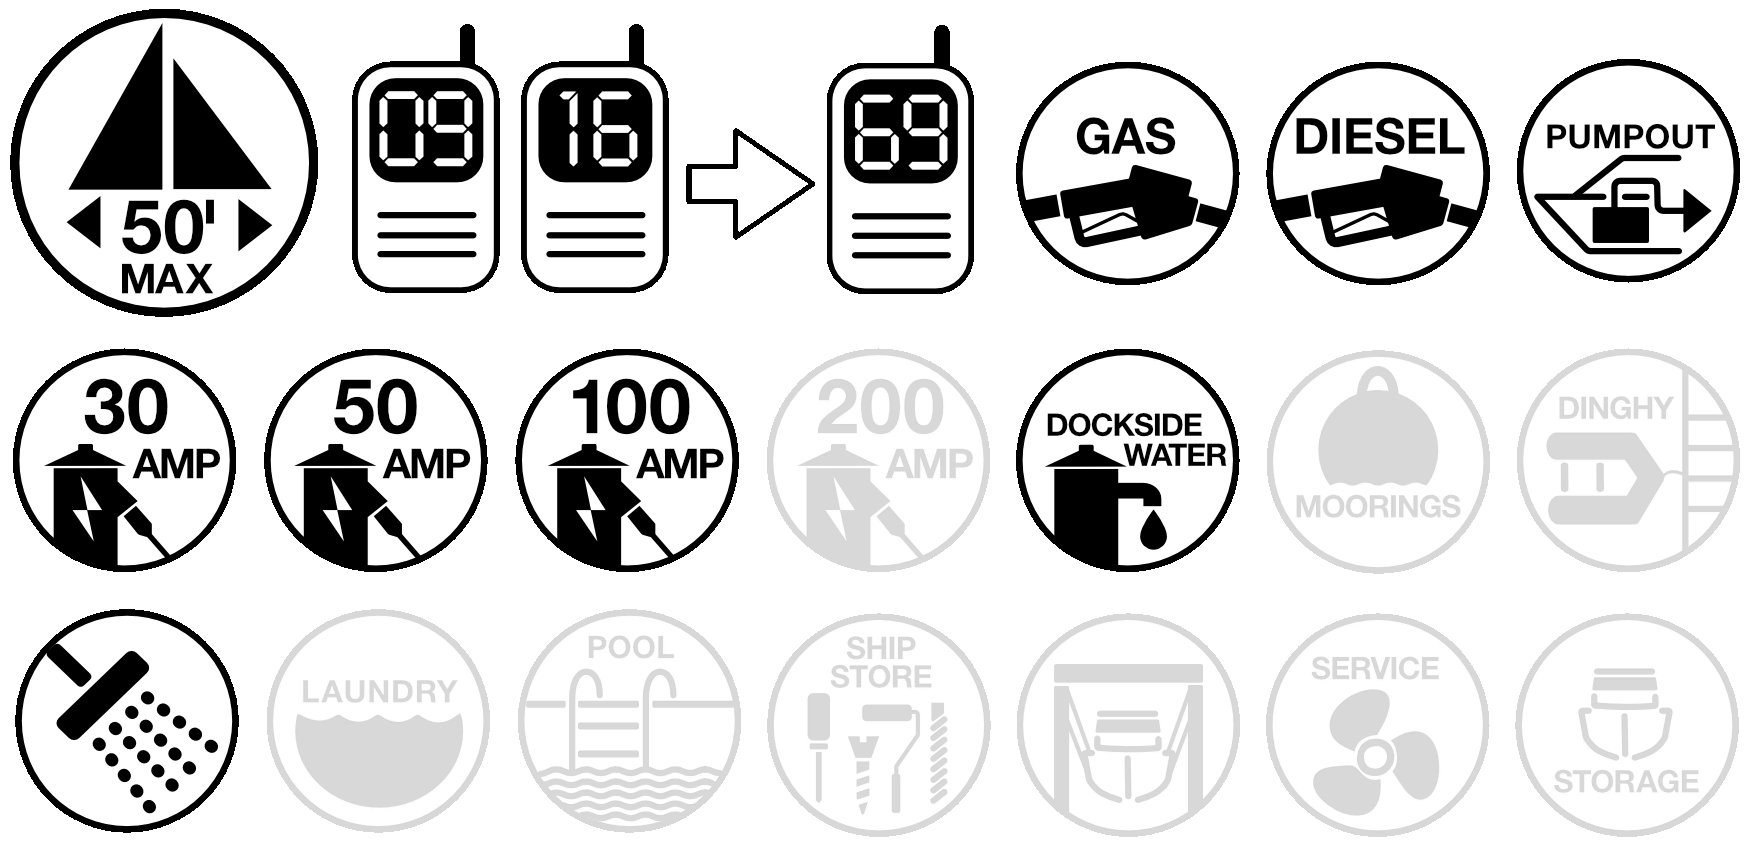 50'
MAX
09
16
69
GAS
DIESEL
PUMPOUT
30
AMP
50
AMP
100
AMP
200
AMP
DOCKSIDE
WATER
MOORINGS
DINGHY
LAUNDRY
POOL
SHIP
STORE
SERVICE
STORAGE